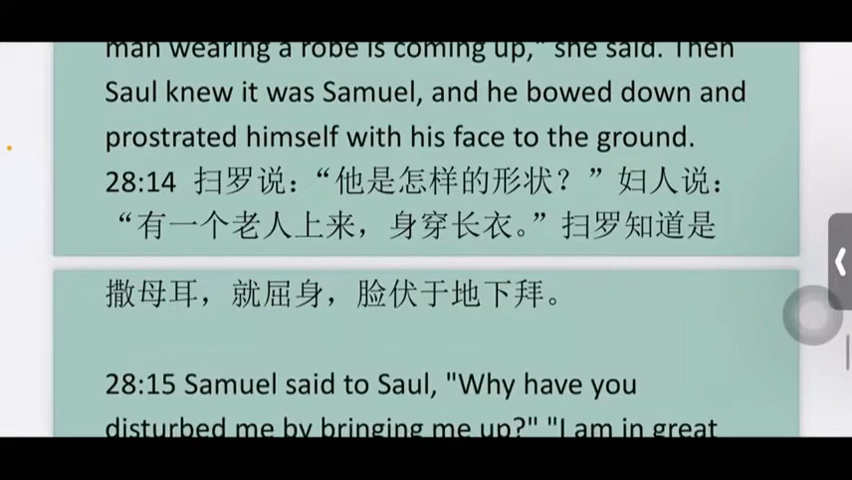 man wearing a robe is coming up," she said. Then
Saul knew it was Samuel, and he bowed down and
prostrated himself with his face to the ground.
28:14 扫罗说：“他是怎样的形状？”妇人说：
“有一个老人上来，身穿长衣。”扫罗知道是
撒母耳，就屈身，脸伏于地下拜。
28:15 Samuel said to Saul, "Why have you
disturbed me by bringing me up?" "I am in great